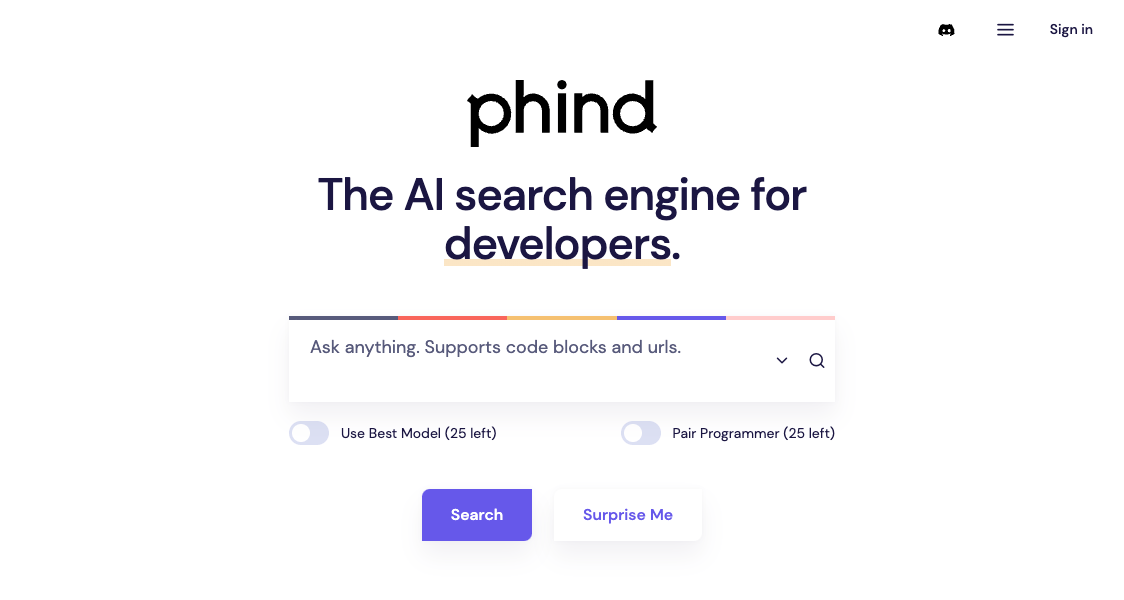 Sign in
phind
The AI search engine for
developers.
Ask anything. Supports code blocks and urls.
Use Best Model (25 left)
Pair Programmer (25 left)
Search
Surprise Me